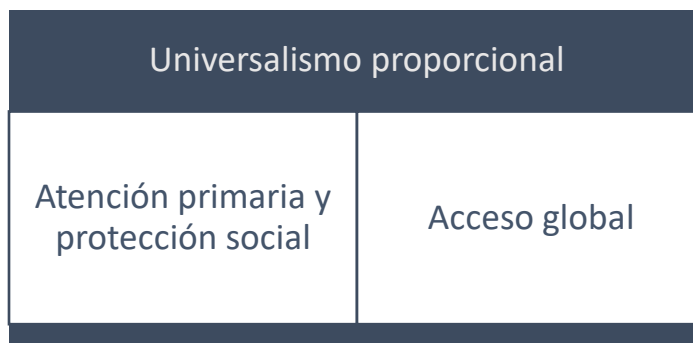 Universalismo proporcional
Atención primaria y
protección social
Acceso global